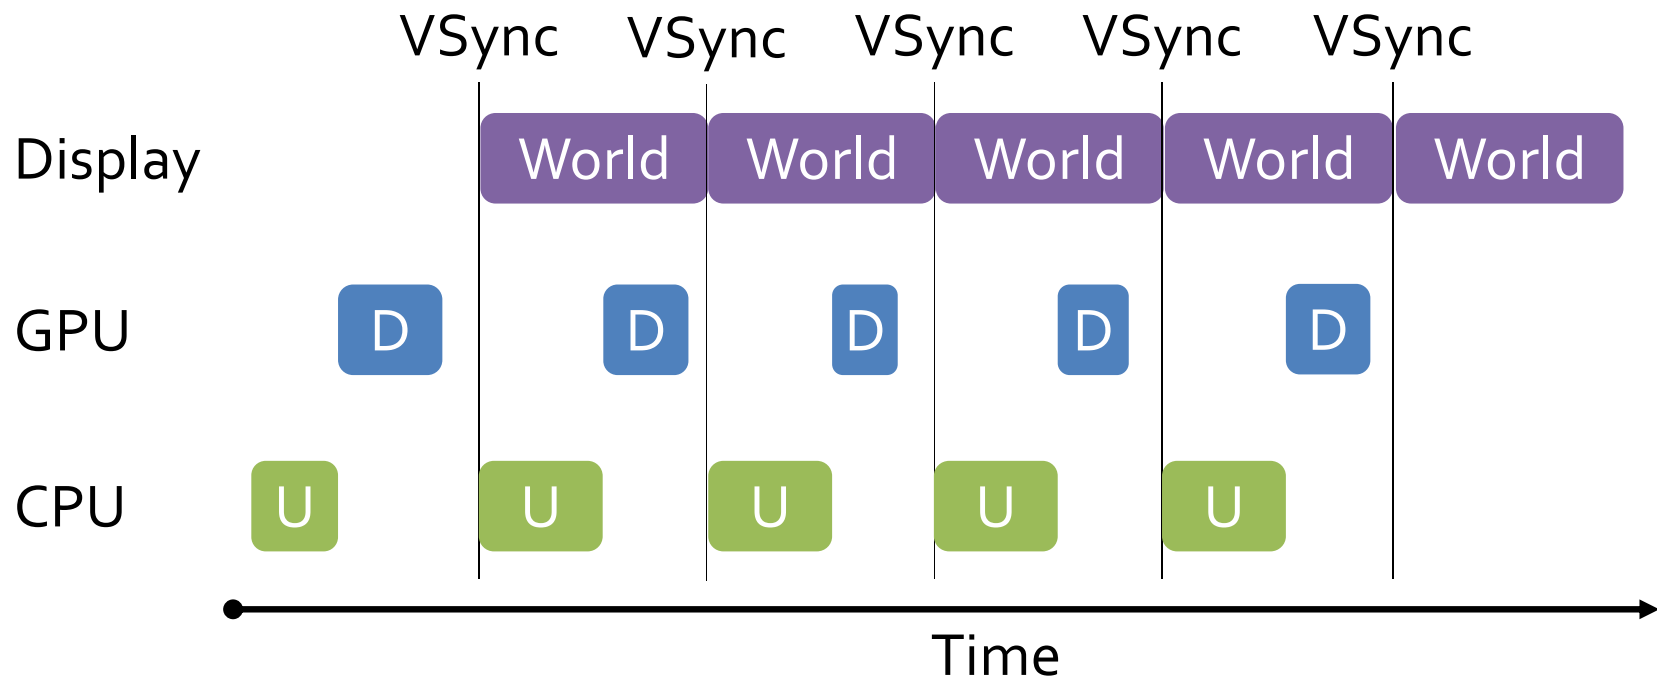 VSync VSync VSync VSync VSync
Display World World World World World
GPU D D D D D
CPU U U U U U
Time